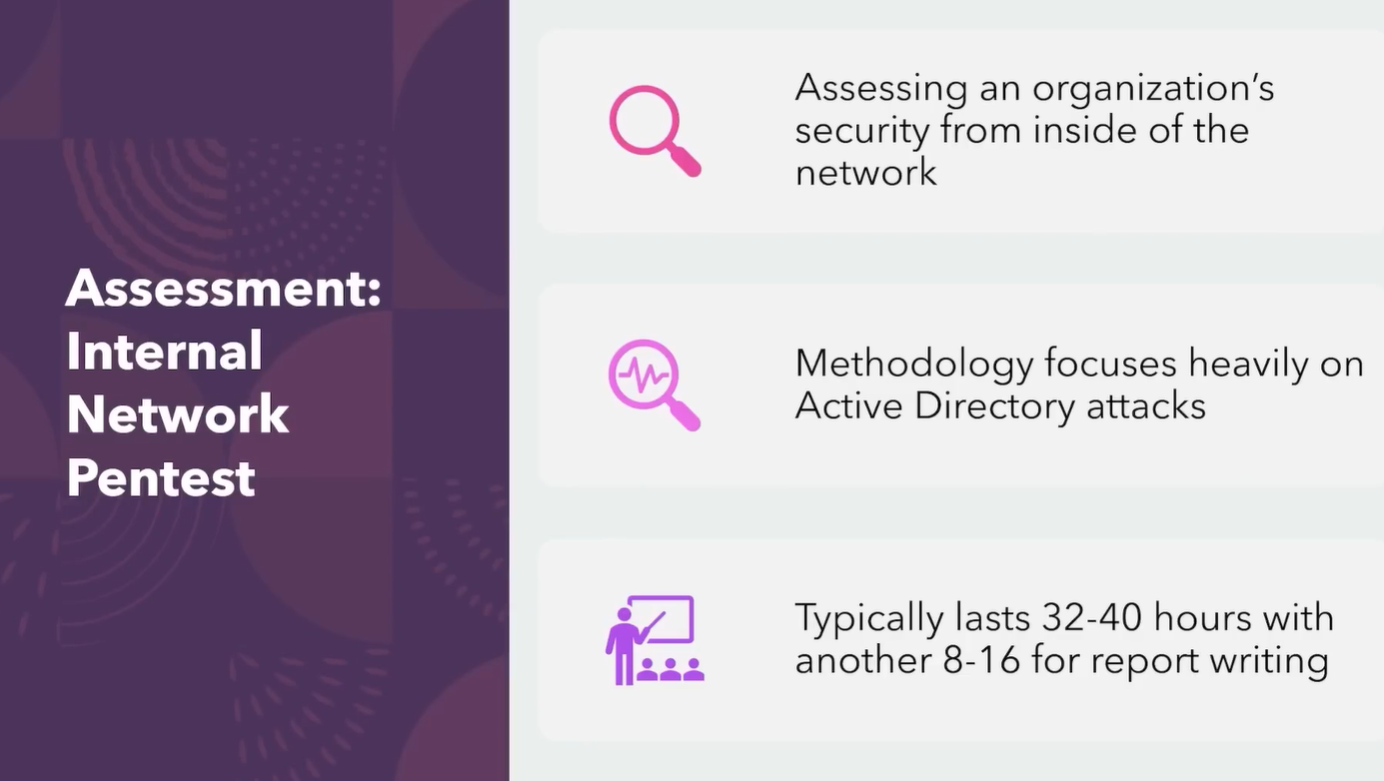 Assessment:
Internal
Network
Pentest
Assessing an organization’s
security from inside of the
network
Methodology focuses heavily on
Active Directory attacks
Typically lasts 32-40 hours with
another 8-16 for report writing